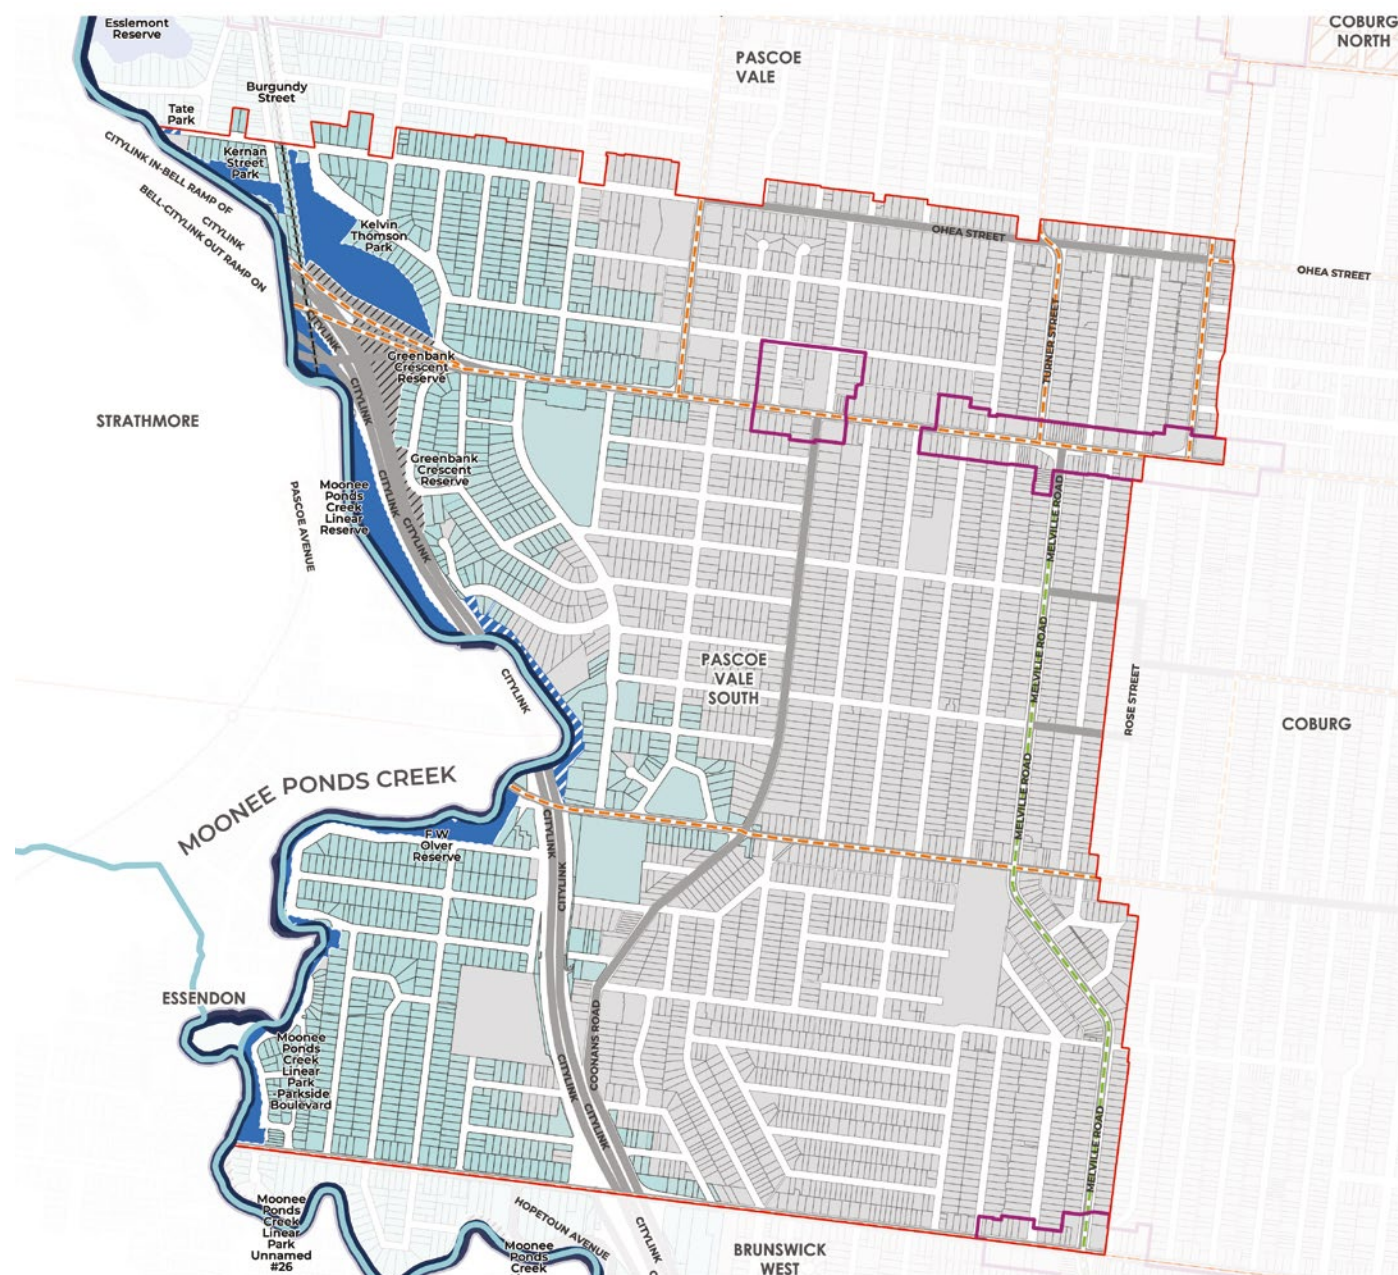 Esslemont
Reserve
COBURG
NORTH
PASCOE
VALE
Burgundy
Street
Tate
Park
Kernan
Street
Park
CITYLINK IN-BELL RAMP OF
CITYLINK
BELL-CITYLINK OUT RAMP ON
Kelvin
Thomson
Park
OHEA STREET
OHEA STREET
CITYLINK
TURNER STREET
Greenbank
Crescent
Reserve
CITYLINK
STRATHMORE
Greenbank
Crescent
Reserve
Moonee
Ponds
Creek
Linear
Reserve
PASCOE AVENUE
CITYLINK
CITYLINK
MELVILLE ROAD
MELVILLE ROAD
PASCOE
VALE
SOUTH
ROSE STREET
CITYLINK
COBURG
MOONEE PONDS CREEK
MELVILLE ROAD
F W
Olver
Reserve
CITYLINK
CITYLINK
ESSENDON
Moonee
Ponds
Creek
Linear
Park
-Parkside
Boulevard
COONANS ROAD
CITYLINK
CITYLINK
MELVILLE ROAD
Moonee
Ponds
Creek
Linear
Park
Unnamed
#26
HOPETOUN AVENUE
Moonee
Ponds
Creek
CITYLINK
C
BRUNSWICK
WEST